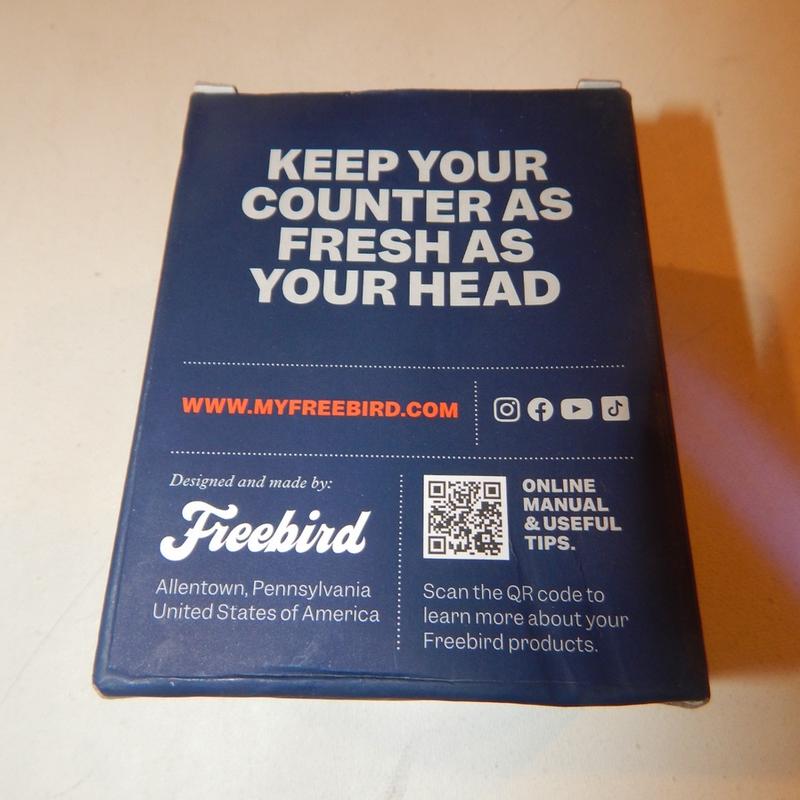 KEEP YOUR
COUNTER AS
FRESH AS
YOUR HEAD
WWW.MYFREEBIRD.COM
Designed and made by:
Freebird
Allentown, Pennsylvania
United States of America
ONLINE
MANUAL
& USEFUL
TIPS.
Scan the QR code to
learn more about your
Freebird products.